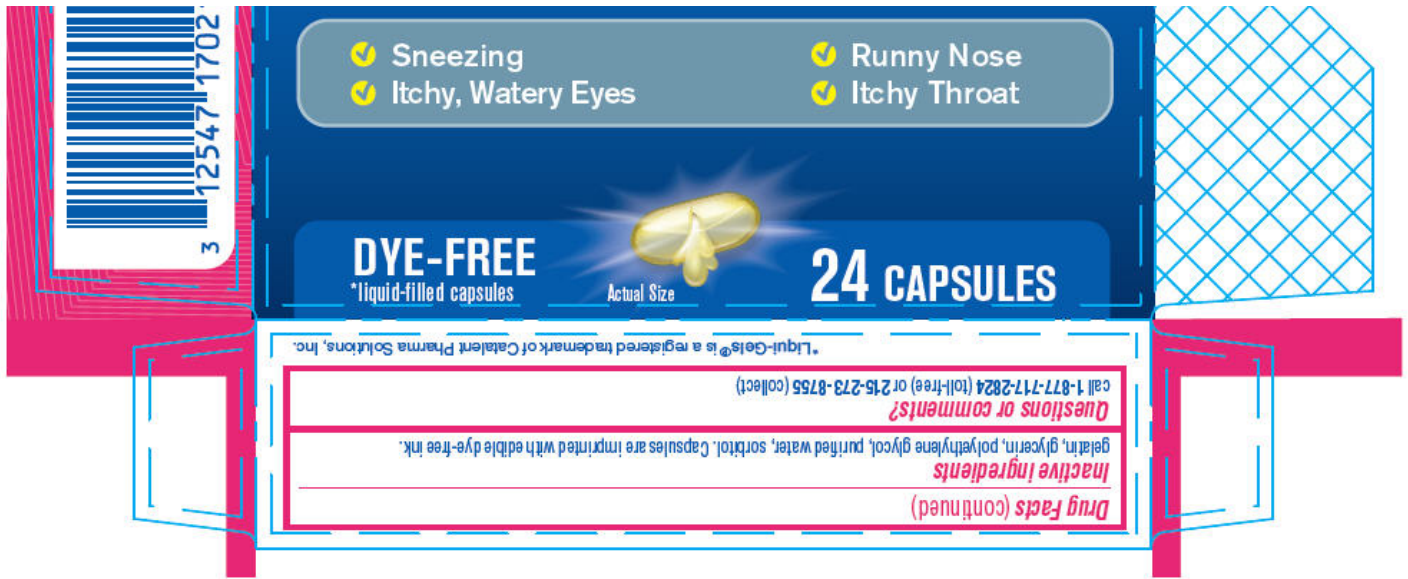 Sneezing
Itchy, Watery Eyes
Runny Nose
Itchy Throat
DYE-FREE
*liquid-filled capsules
Actual Size
24 CAPSULES
3 12547 1702
Drug Facts (continued)
Inactive ingredients
gelatin, glycerin, polyethylene glycol, purified water, sorbitol. Capsules are imprinted with edible dye-free ink.
Questions or comments?
call 1-877-717-2824 (toll-free) or 215-273-8755 (collect)
*Liqui-Gels® is a registered trademark of Catalent Pharma Solutions, Inc.